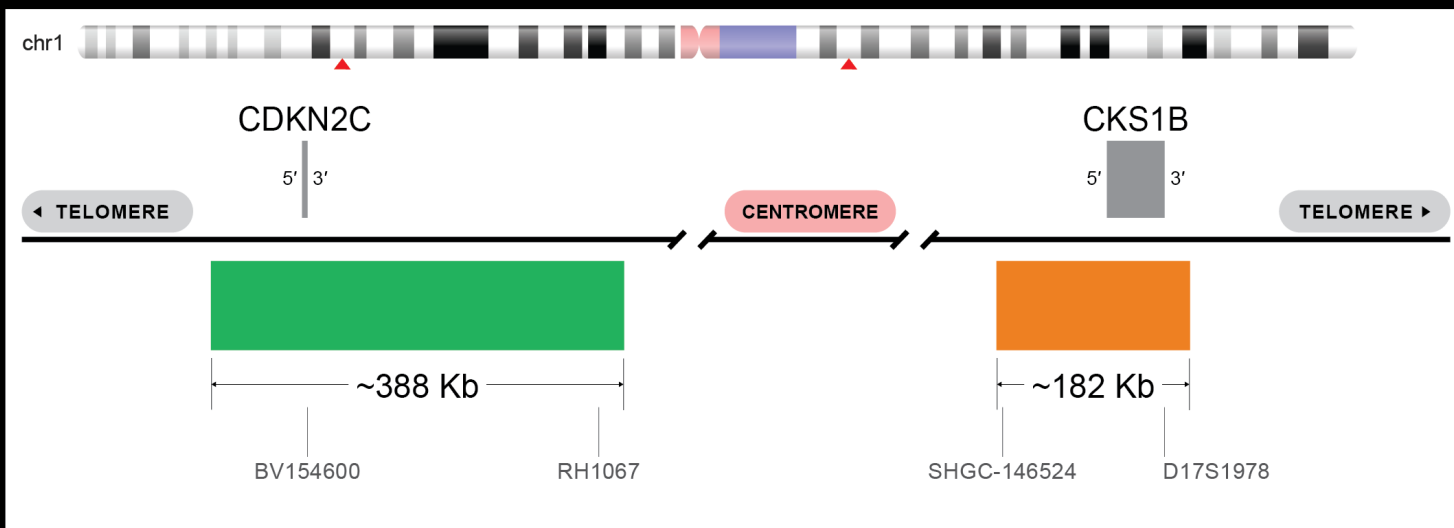 chr1
CDKN2C
CKS1B
5′ 3′
5′ 3′
◄ TELOMERE
CENTROMERE
TELOMERE ►
~388 Kb
~182 Kb
BV154600
RH1067
SHGC-146524
D17S1978